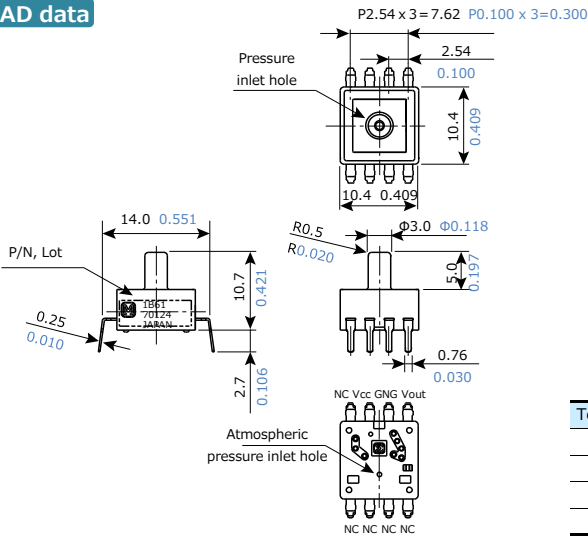 AD data
P2.54 x 3=7.62 P0.100 x 3=0.300
2.54
0.100
Pressure
inlet hole
10.4
0.409
10.4 0.409
14.0 0.551
P/N, Lot
10.7
0.421
1B61
70124
JAPAN
0.25
0.010
2.7
0.106
R0.5
R0.020
Φ3.0 Φ0.118
5.0
0.197
0.76
0.030
NC Vcc GNG Vout
Atmospheric
pressure inlet hole
NC NC NC NC